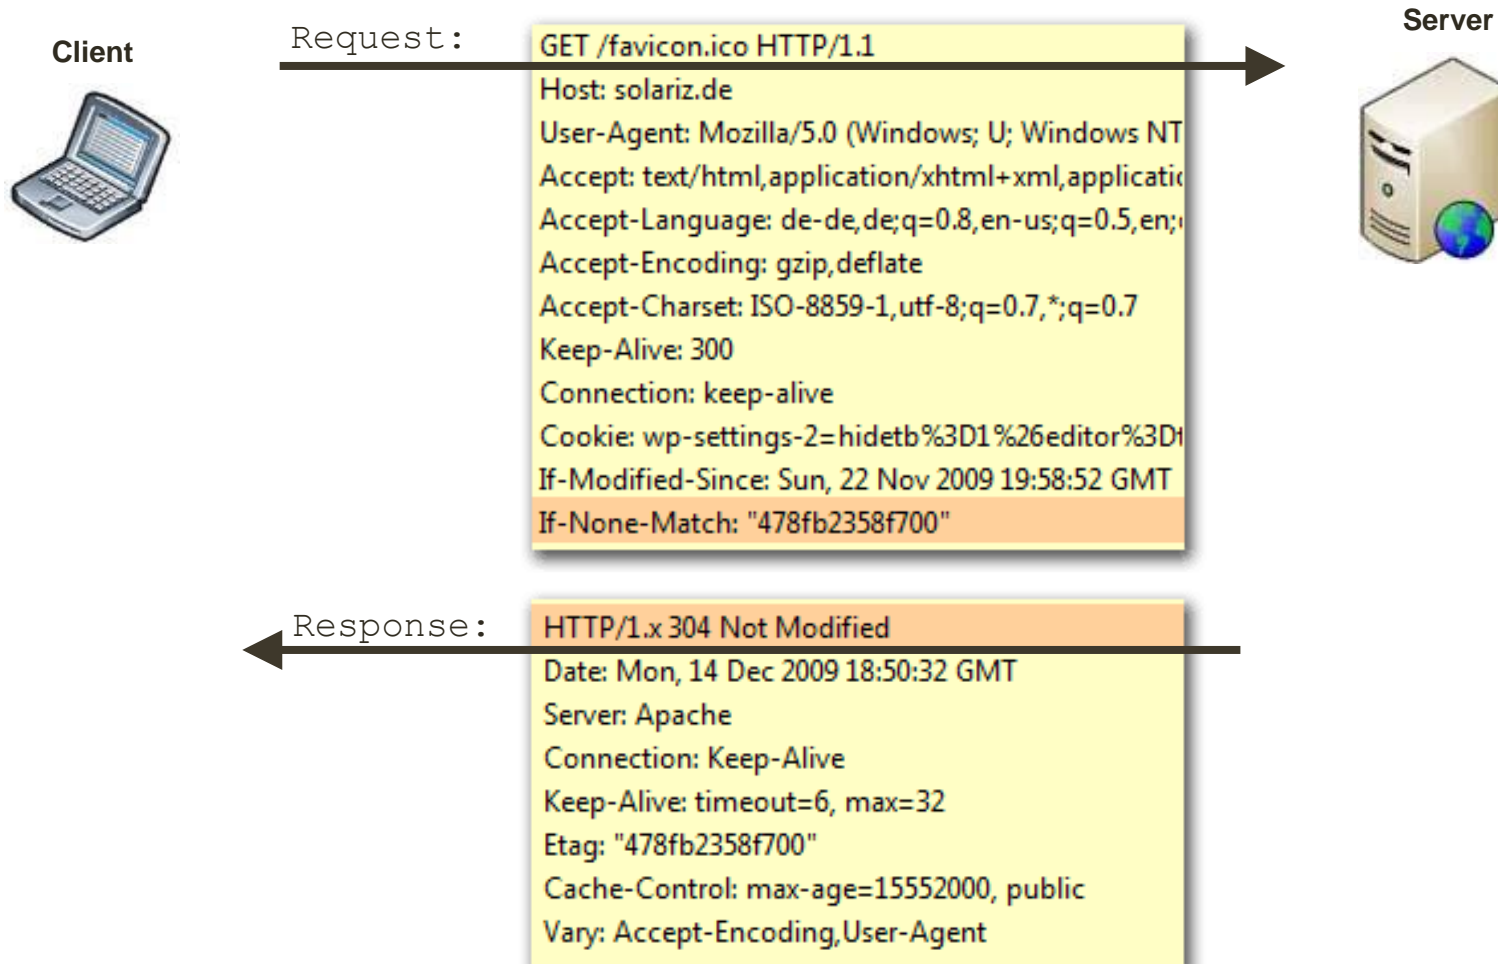 Client
Server
Request:
GET /favicon.ico HTTP/1.1
Host: solariz.de
User-Agent: Mozilla/5.0 (Windows; U; Windows NT
Accept: text/html,application/xhtml+xml,applicatic
Accept-Language: de-de,de;q=0.8,en-us;q=0.5,en;
Accept-Encoding: gzip,deflate
Accept-Charset: ISO-8859-1,utf-8;q=0.7,*;q=0.7
Keep-Alive: 300
Connection: keep-alive
Cookie: wp-settings-2=hidetb%3D1%26editor%3D
If-Modified-Since: Sun, 22 Nov 2009 19:58:52 GMT
If-None-Match: "478fb2358f700"
Response:
HTTP/1.x 304 Not Modified
Date: Mon, 14 Dec 2009 18:50:32 GMT
Server: Apache
Connection: Keep-Alive
Keep-Alive: timeout=6, max=32
Etag: "478fb2358f700"
Cache-Control: max-age=15552000, public
Vary: Accept-Encoding,User-Agent